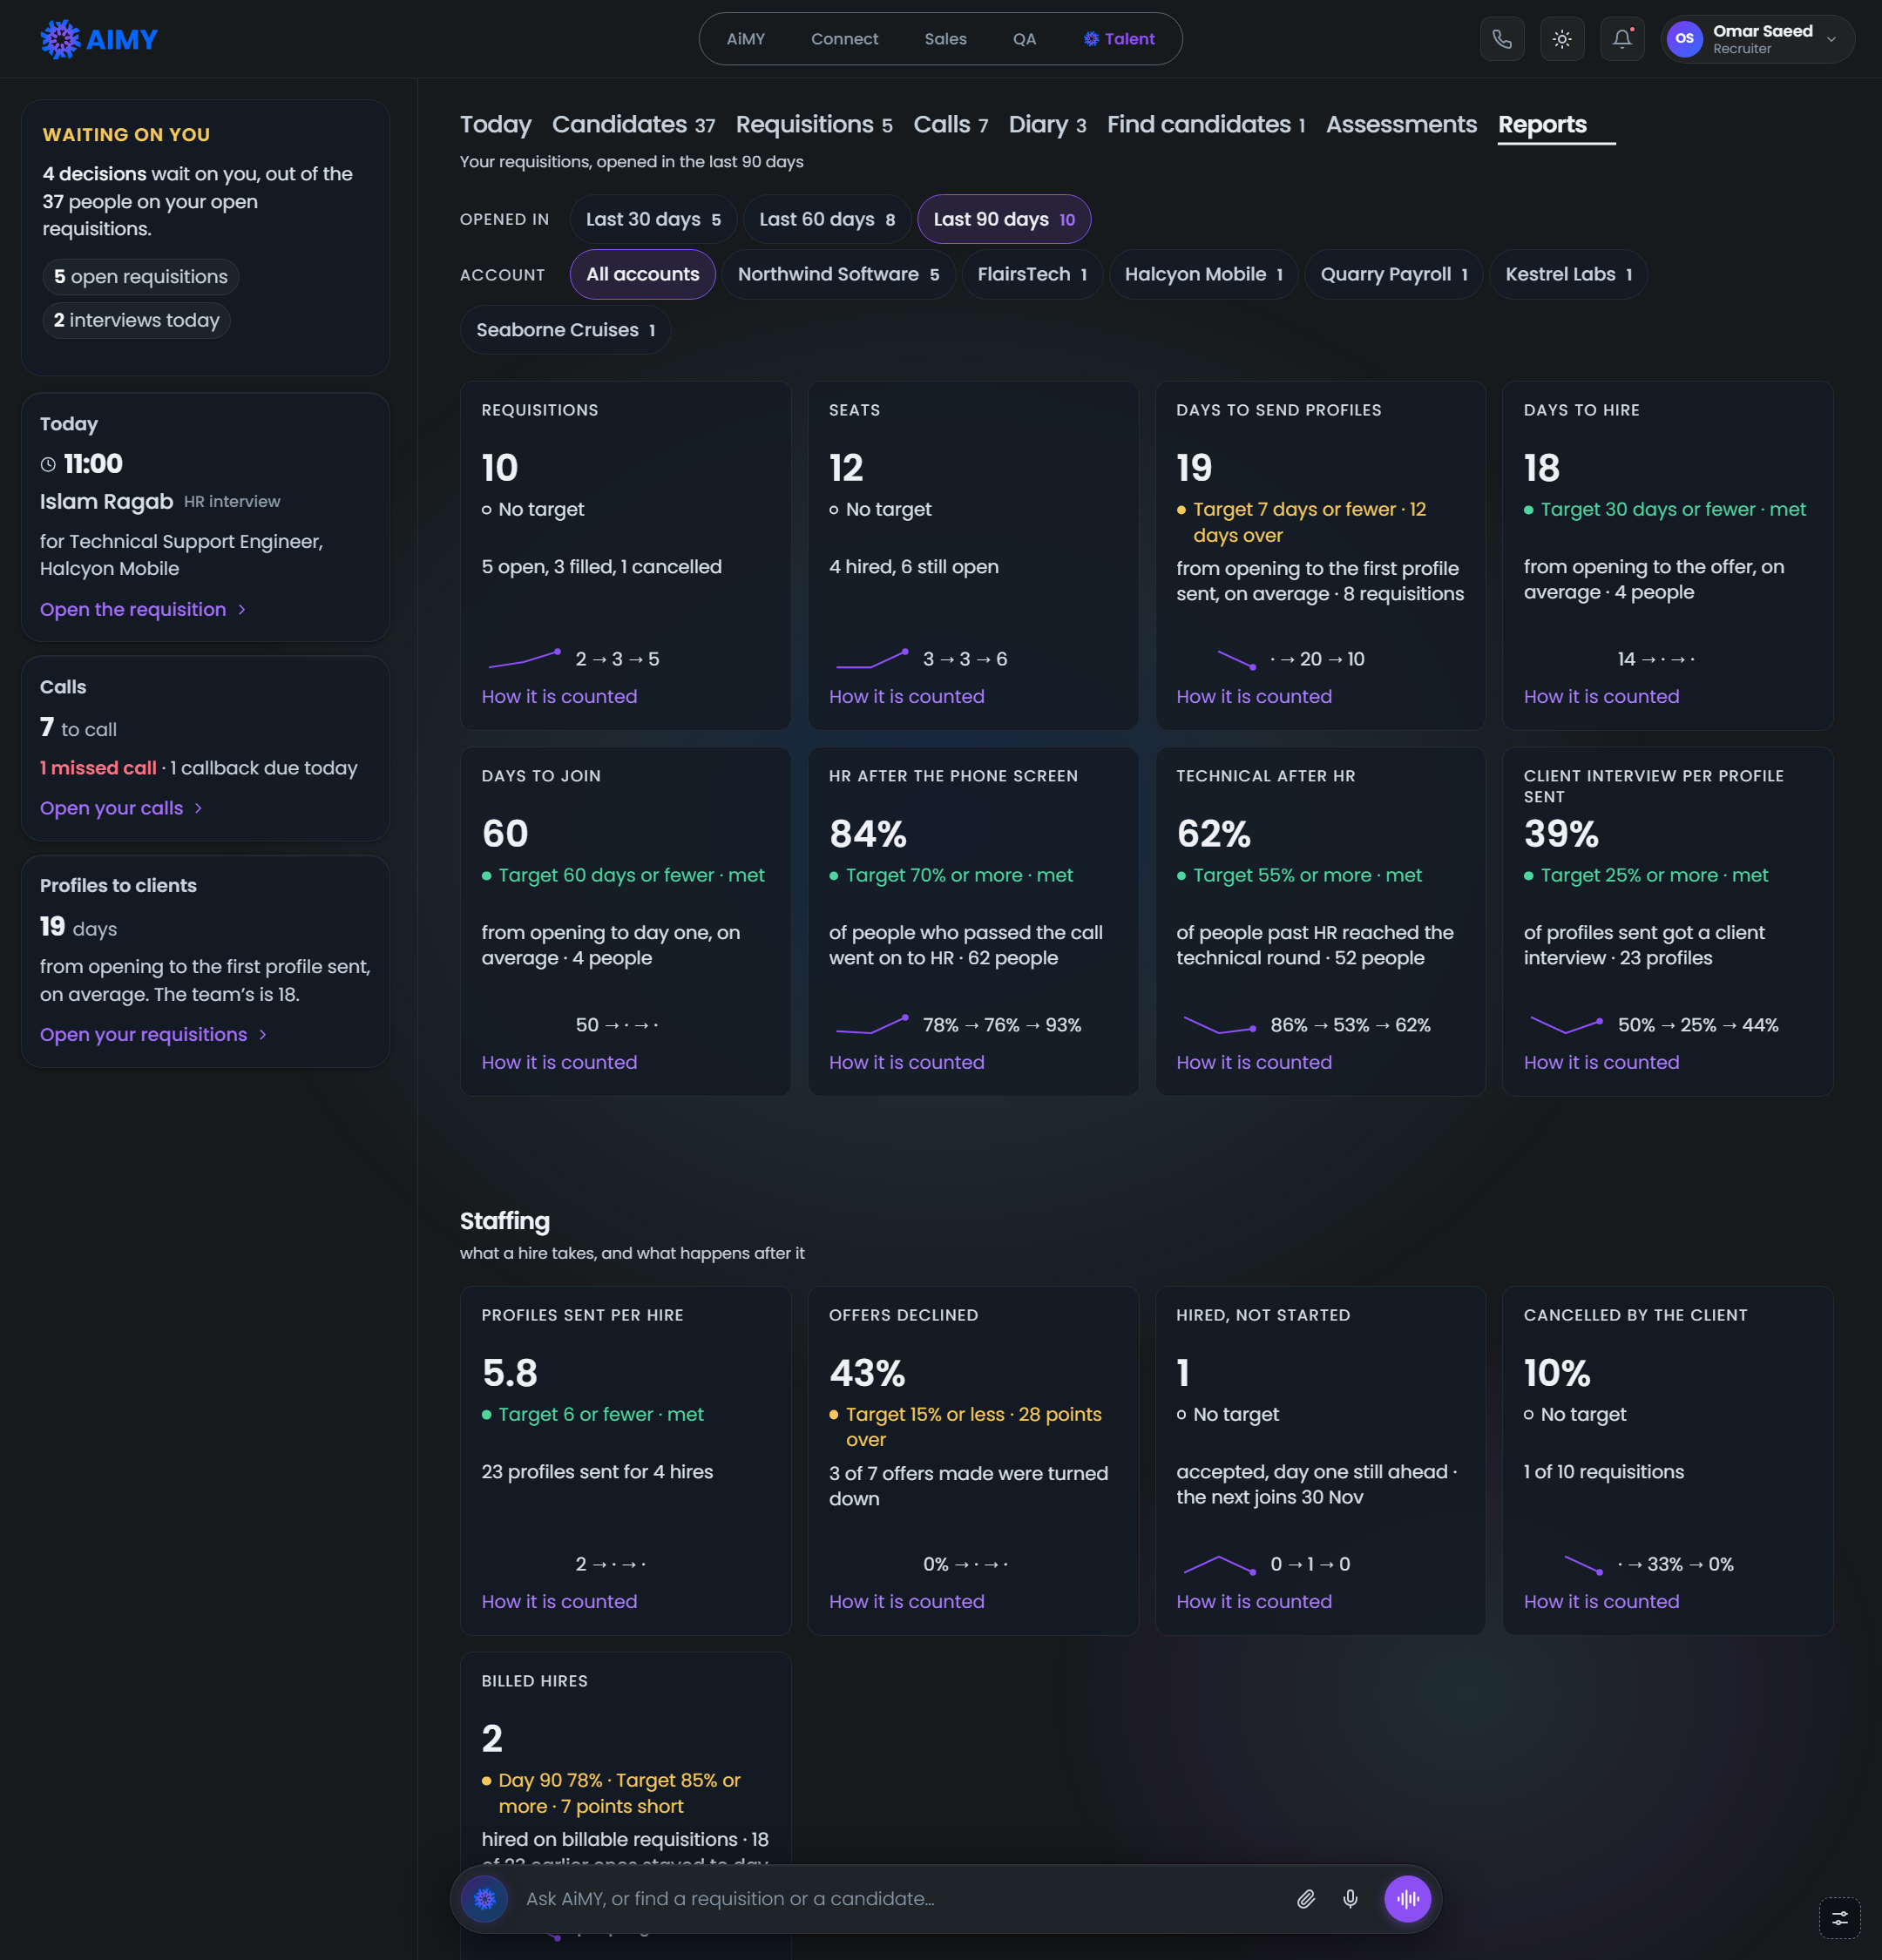 AIMY
AiMY
Connect
Sales
QA
Talent
OS
Omar Saeed
Recruiter
WAITING ON YOU
4 decisions wait on you, out of the
37 people on your open
requisitions.
5 open requisitions
2 interviews today
Today
11:00
Islam Ragab HR interview
for Technical Support Engineer,
Halcyon Mobile
Open the requisition
Calls
7 to call
1 missed call · 1 callback due today
Open your calls
Profiles to clients
19 days
from opening to the first profile sent,
on average. The team's is 18.
Open your requisitions
Today
Candidates 37
Requisitions 5
Calls 7
Diary 3
Find candidates 1
Assessments
Reports
Your requisitions, opened in the last 90 days
OPENED IN
Last 30 days 5
Last 60 days 8
Last 90 days 10
ACCOUNT
All accounts
Northwind Software 5
FlairsTech 1
Halcyon Mobile 1
Quarry Payroll 1
Kestrel Labs 1
Seaborne Cruises 1
REQUISITIONS
10
No target
5 open, 3 filled, 1 cancelled
2 → 3 → 5
How it is counted
SEATS
12
No target
4 hired, 6 still open
3 → 3 → 6
How it is counted
DAYS TO SEND PROFILES
19
Target 7 days or fewer · 12
days over
from opening to the first profile
sent, on average · 8 requisitions
· → 20 → 10
How it is counted
DAYS TO HIRE
18
Target 30 days or fewer · met
from opening to the offer, on
average · 4 people
14 → · → ·
How it is counted
DAYS TO JOIN
60
Target 60 days or fewer · met
from opening to day one, on
average · 4 people
50 → · → ·
How it is counted
HR AFTER THE PHONE SCREEN
84%
Target 70% or more · met
of people who passed the call
went on to HR · 62 people
78% → 76% → 93%
How it is counted
TECHNICAL AFTER HR
62%
Target 55% or more · met
of people past HR reached the
technical round · 52 people
86% → 53% → 62%
How it is counted
CLIENT INTERVIEW PER PROFILE
SENT
39%
Target 25% or more · met
of profiles sent got a client
interview · 23 profiles
50% → 25% → 44%
How it is counted
Staffing
what a hire takes, and what happens after it
PROFILES SENT PER HIRE
5.8
Target 6 or fewer · met
23 profiles sent for 4 hires
2 → · → ·
How it is counted
OFFERS DECLINED
43%
Target 15% or less · 28 points
over
3 of 7 offers made were turned
down
0% → · → ·
How it is counted
HIRED, NOT STARTED
1
No target
accepted, day one still ahead ·
the next joins 30 Nov
0 → 1 → 0
How it is counted
CANCELLED BY THE CLIENT
10%
No target
1 of 10 requisitions
· → 33% → 0%
How it is counted
BILLED HIRES
2
Day 90 78% · Target 85% or
more · 7 points short
hired on billable requisitions · 18
of 23 earlier ones stayed to day
Ask AiMY, or find a requisition or a candidate...